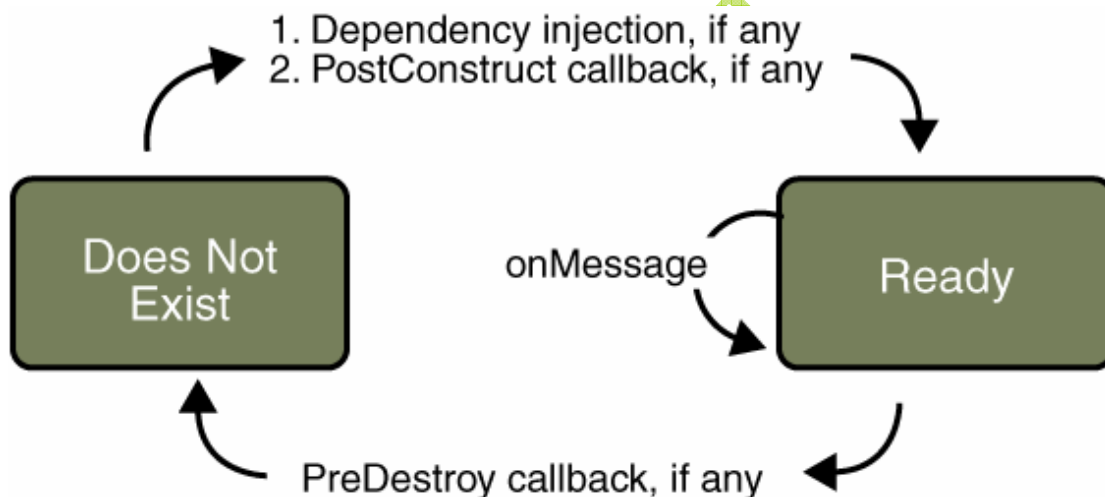 1. Dependency injection, if any
2. PostConstruct callback, if any
Does Not
Exist
onMessage
Ready
PreDestroy callback, if any